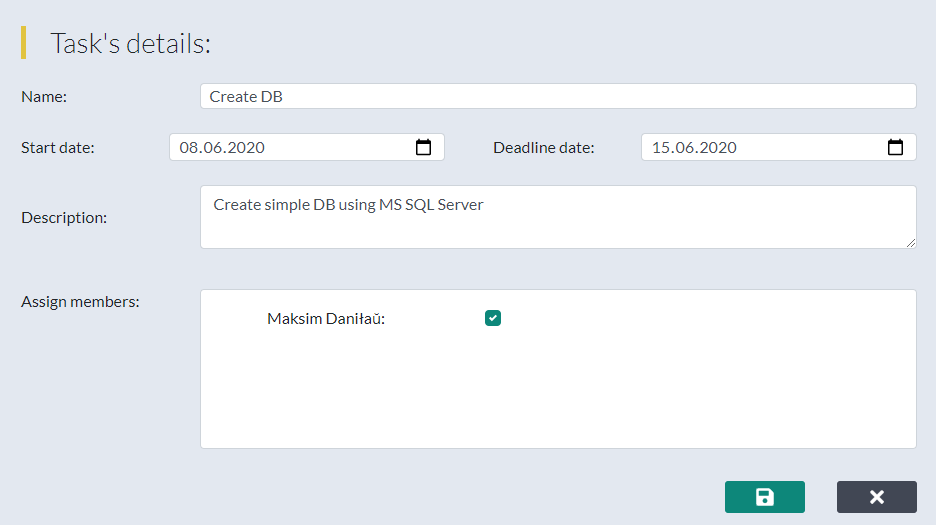 Task's details:
Name: Create DB
Start date: 08.06.2020 Deadline date: 15.06.2020
Description: Create simple DB using MS SQL Server
Assign members: 
Maksim Daniłaŭ: